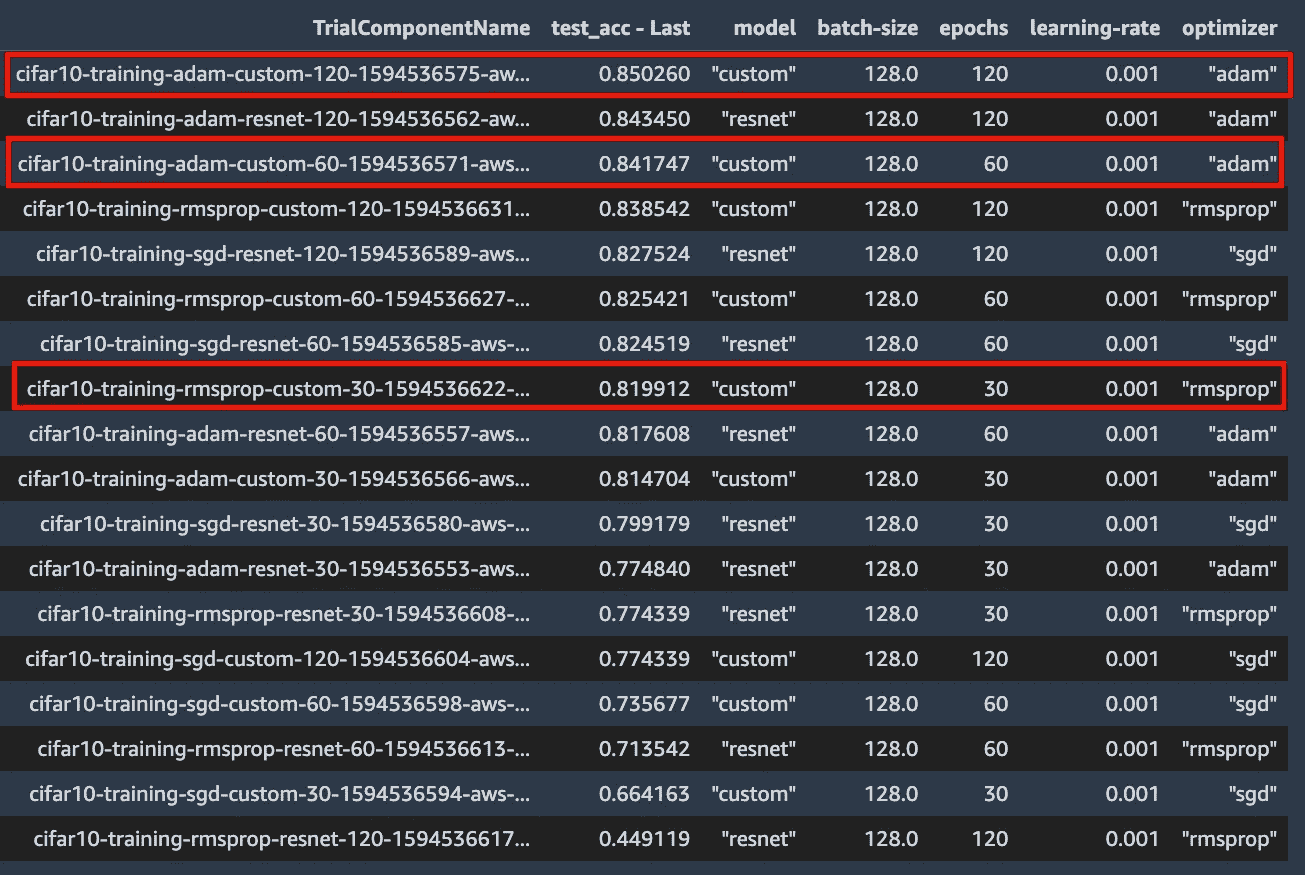 TrialComponentName test_acc - Last model batch-size epochs learning-rate optimizer
cifar10-training-adam-custom-120-1594536575-aw... 0.850260 "custom" 128.0 120 0.001 "adam"
cifar10-training-adam-resnet-120-1594536562-aw... 0.843450 "resnet" 128.0 120 0.001 "adam"
cifar10-training-adam-custom-60-1594536571-aws... 0.841747 "custom" 128.0 60 0.001 "adam"
cifar10-training-rmsprop-custom-120-1594536631... 0.838542 "custom" 128.0 120 0.001 "rmsprop"
cifar10-training-sgd-resnet-120-1594536589-aws... 0.827524 "resnet" 128.0 120 0.001 "sgd"
cifar10-training-rmsprop-custom-60-1594536627-... 0.825421 "custom" 128.0 60 0.001 "rmsprop"
cifar10-training-sgd-resnet-60-1594536585-aws-... 0.824519 "resnet" 128.0 60 0.001 "sgd"
cifar10-training-rmsprop-custom-30-1594536622-... 0.819912 "custom" 128.0 30 0.001 "rmsprop"
cifar10-training-adam-resnet-60-1594536557-aws... 0.817608 "resnet" 128.0 60 0.001 "adam"
cifar10-training-adam-custom-30-1594536566-aws... 0.814704 "custom" 128.0 30 0.001 "adam"
cifar10-training-sgd-resnet-30-1594536580-aws-... 0.799179 "resnet" 128.0 30 0.001 "sgd"
cifar10-training-adam-resnet-30-1594536553-aws... 0.774840 "resnet" 128.0 30 0.001 "adam"
cifar10-training-rmsprop-resnet-30-1594536608-... 0.774339 "resnet" 128.0 30 0.001 "rmsprop"
cifar10-training-sgd-custom-120-1594536604-aws... 0.774339 "custom" 128.0 120 0.001 "sgd"
cifar10-training-sgd-custom-60-1594536598-aws-... 0.735677 "custom" 128.0 60 0.001 "sgd"
cifar10-training-rmsprop-resnet-60-1594536613-... 0.713542 "resnet" 128.0 60 0.001 "rmsprop"
cifar10-training-sgd-custom-30-1594536594-aws-... 0.664163 "custom" 128.0 30 0.001 "sgd"
cifar10-training-rmsprop-resnet-120-1594536617... 0.449119 "resnet" 128.0 120 0.001 "rmsprop"